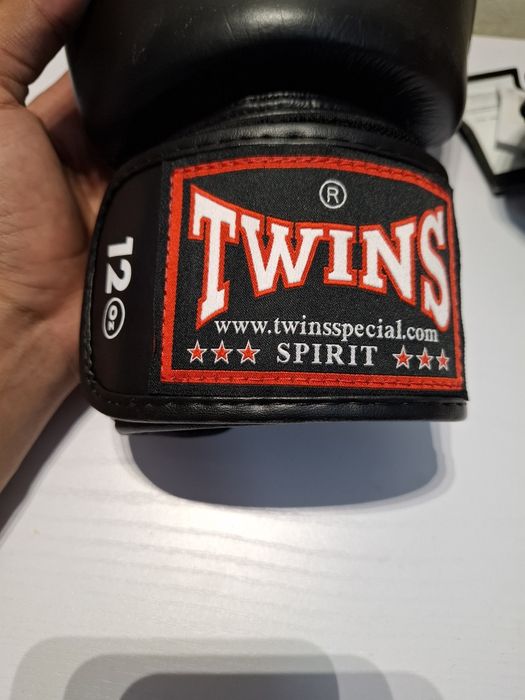 ®
TWINS
www.twinsspecial.com
★★★ SPIRIT ★★★
12 oz